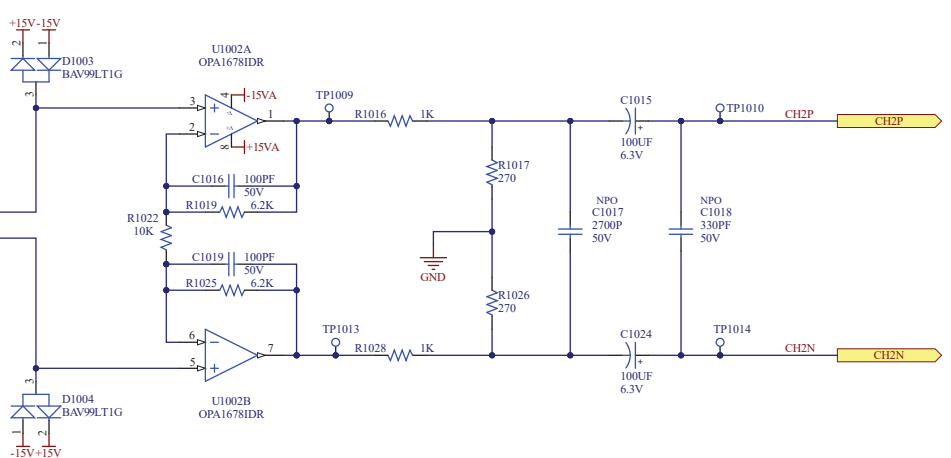 +15V -15V
2 1
D1003
BAV99LT1G
3
U1002A
OPA1678IDR
3
+
4
-15VA
1
2
-
8
+15VA
TP1009
R1016 1K
C1015
100UF
6.3V
+
TP1010
CH2P
CH2P
C1016 100PF
50V
R1019 6.2K
R1017
270
R1022
10K
GND
NPO
C1017
2700P
50V
NPO
C1018
330PF
50V
C1019 100PF
50V
R1025 6.2K
R1026
270
6
-
7
5
+
TP1013
R1028 1K
C1024
100UF
6.3V
+
TP1014
CH2N
CH2N
U1002B
OPA1678IDR
3
D1004
BAV99LT1G
1 2
-15V +15V